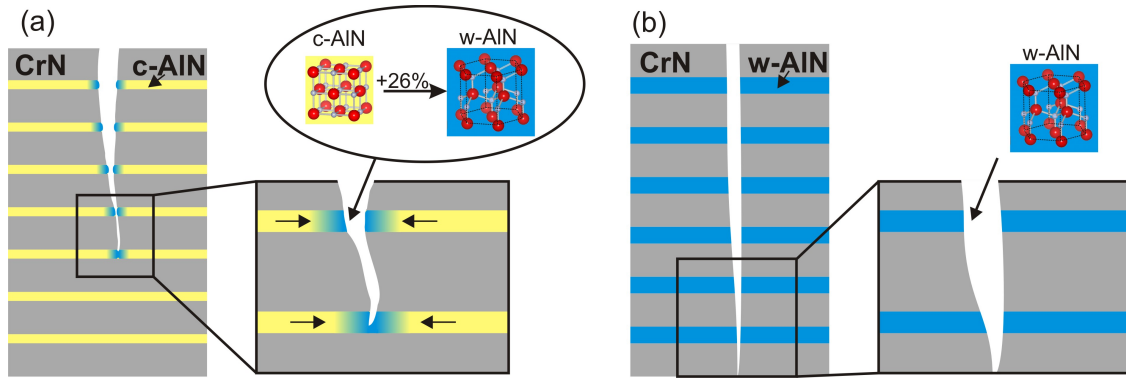 (a)
CrN
c-AlN
c-AlN
w-AlN
+26%
(b)
CrN
w-AlN
w-AlN